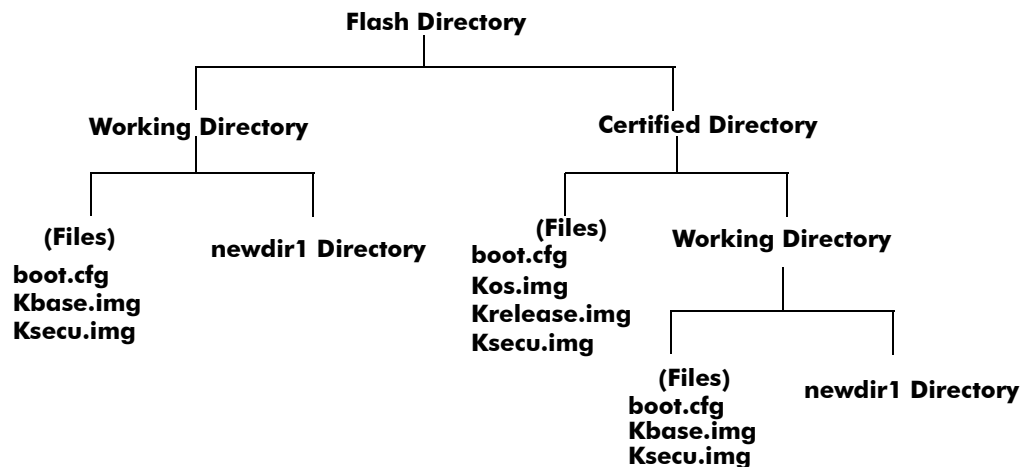 Flash Directory
Working Directory
Certified Directory
(Files)
boot.cfg
Kbase.img
Ksecu.img
newdir1 Directory
(Files)
boot.cfg
Kos.img
Krelease.img
Ksecu.img
Working Directory
(Files)
boot.cfg
Kbase.img
Ksecu.img
newdir1 Directory